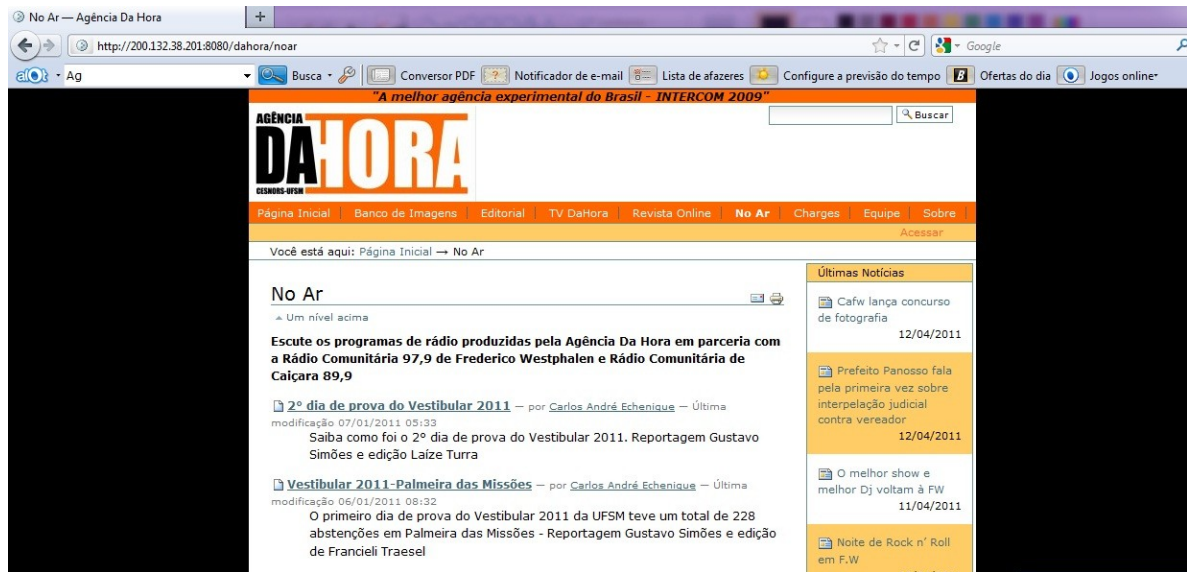 No Ar — Agência Da Hora
http://200.132.38.201:8080/dahora/noar
Google
Ag
Busca
Conversor PDF
Notificador de e-mail
Lista de afazeres
Configure a previsão do tempo
Ofertas do dia
Jogos online
"A melhor agência experimental do Brasil - INTERCOM 2009"
AGÊNCIA
DAHORA
CESNORS-UFSM
Buscar
Página Inicial
Banco de Imagens
Editorial
TV DaHora
Revista Online
No Ar
Charges
Equipe
Sobre
Acessar
Você está aqui: Página Inicial → No Ar
No Ar
Um nível acima
Escute os programas de rádio produzidas pela Agência Da Hora em parceria com
a Rádio Comunitária 97,9 de Frederico Westphalen e Rádio Comunitária de
Caiçara 89,9
2º dia de prova do Vestibular 2011 — por Carlos André Echenique — Última
modificação 07/01/2011 05:33
Saiba como foi o 2º dia de prova do Vestibular 2011. Reportagem Gustavo
Simões e edição Laíze Turra
Vestibular 2011-Palmeira das Missões — por Carlos André Echenique — Última
modificação 06/01/2011 08:32
O primeiro dia de prova do Vestibular 2011 da UFSM teve um total de 228
abstenções em Palmeira das Missões - Reportagem Gustavo Simões e edição
de Francieli Traesel
Últimas Notícias
Cafw lança concurso
de fotografia
12/04/2011
Prefeito Panosso fala
pela primeira vez sobre
interpelação judicial
contra vereador
12/04/2011
O melhor show e
melhor Dj voltam à FW
11/04/2011
Noite de Rock n' Roll
em F.W